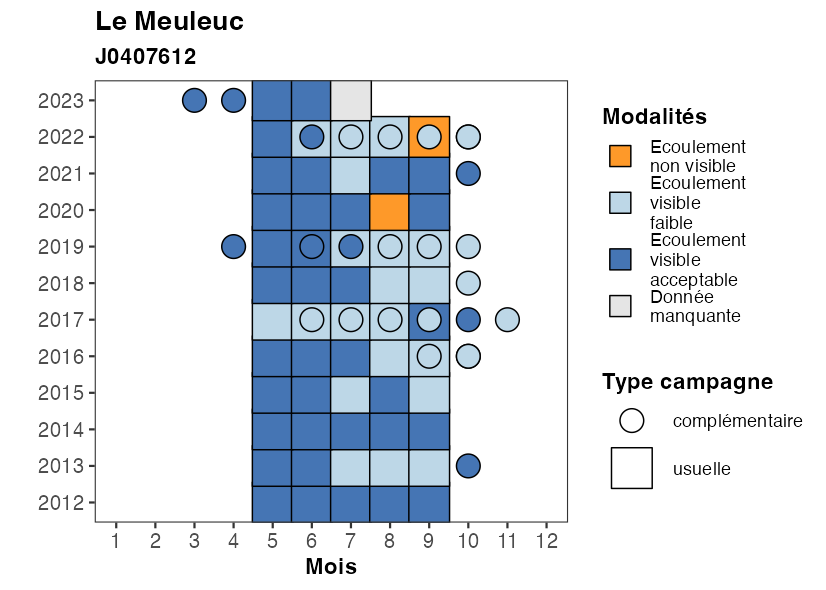 Le Meuleuc
J0407612
2023
2022
2021
2020
2019
2018
2017
2016
2015
2014
2013
2012
1 2 3 4 5 6 7 8 9 10 11 12
Mois
Modalités
Ecoulement
non visible
Ecoulement
visible
faible
Ecoulement
visible
acceptable
Donnée
manquante
Type campagne
complémentaire
usuelle